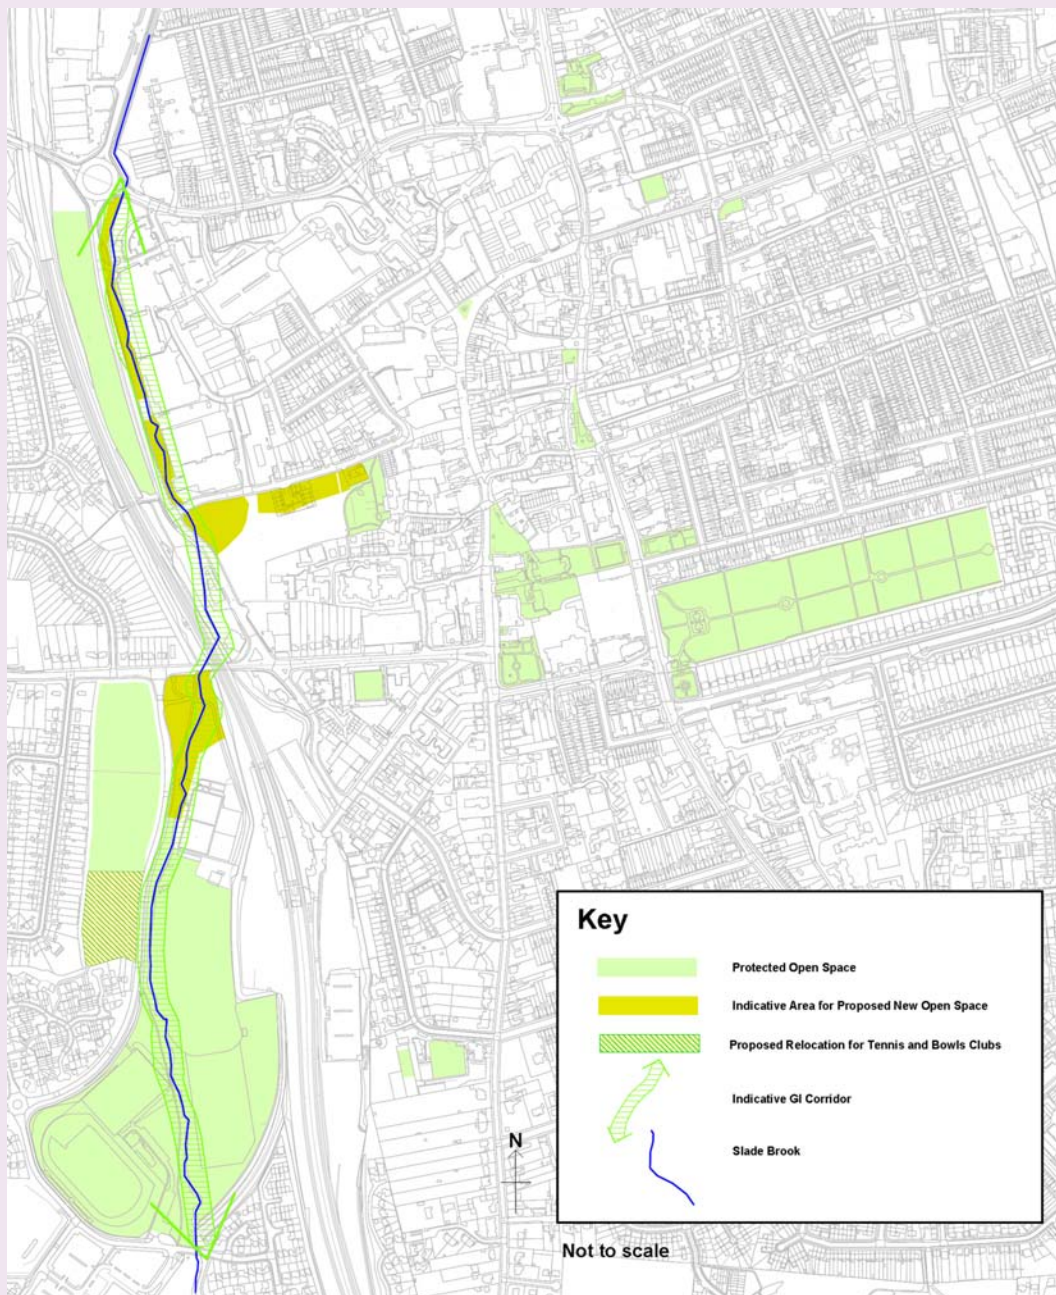 Key
Protected Open Space
Indicative Area for Proposed New Open Space
Proposed Relocation for Tennis and Bowls Clubs
Indicative GI Corridor
Slade Brook
N
Not to scale